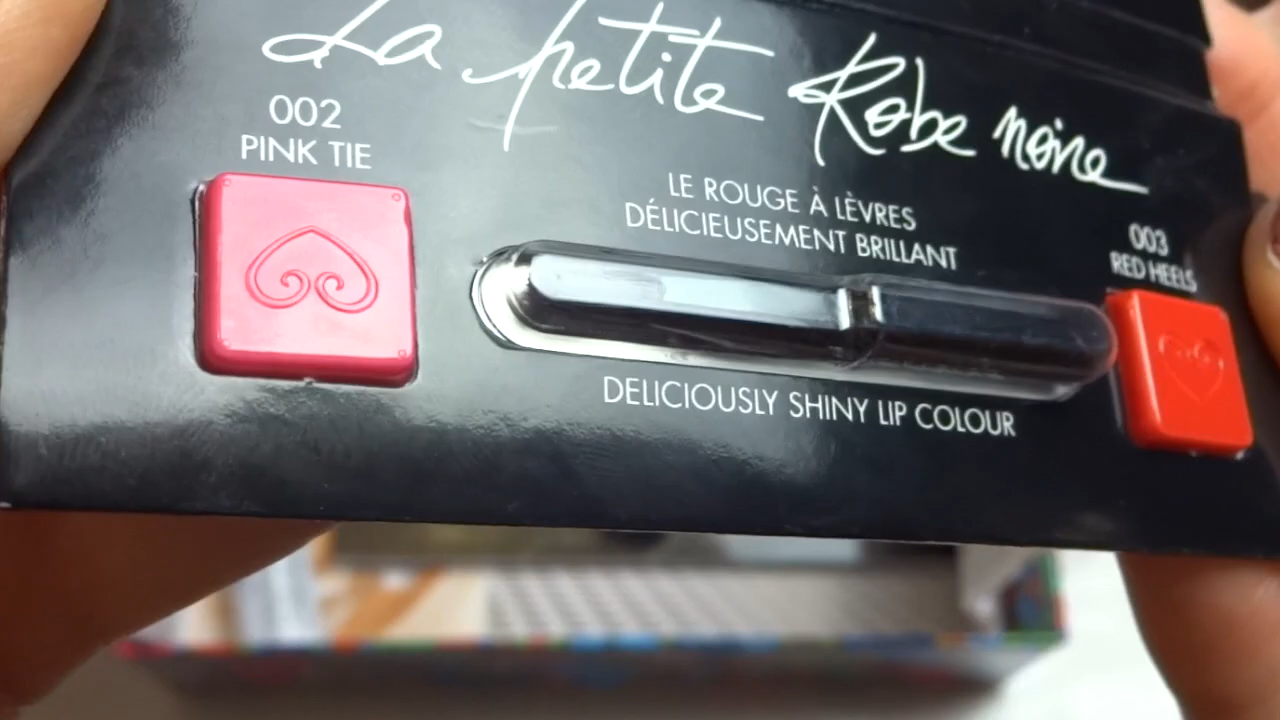 La petite Robe noire
002
PINK TIE
LE ROUGE À LÈVRES
DÉLICIEUSEMENT BRILLANT
003
RED HEELS
DELICIOUSLY SHINY LIP COLOUR